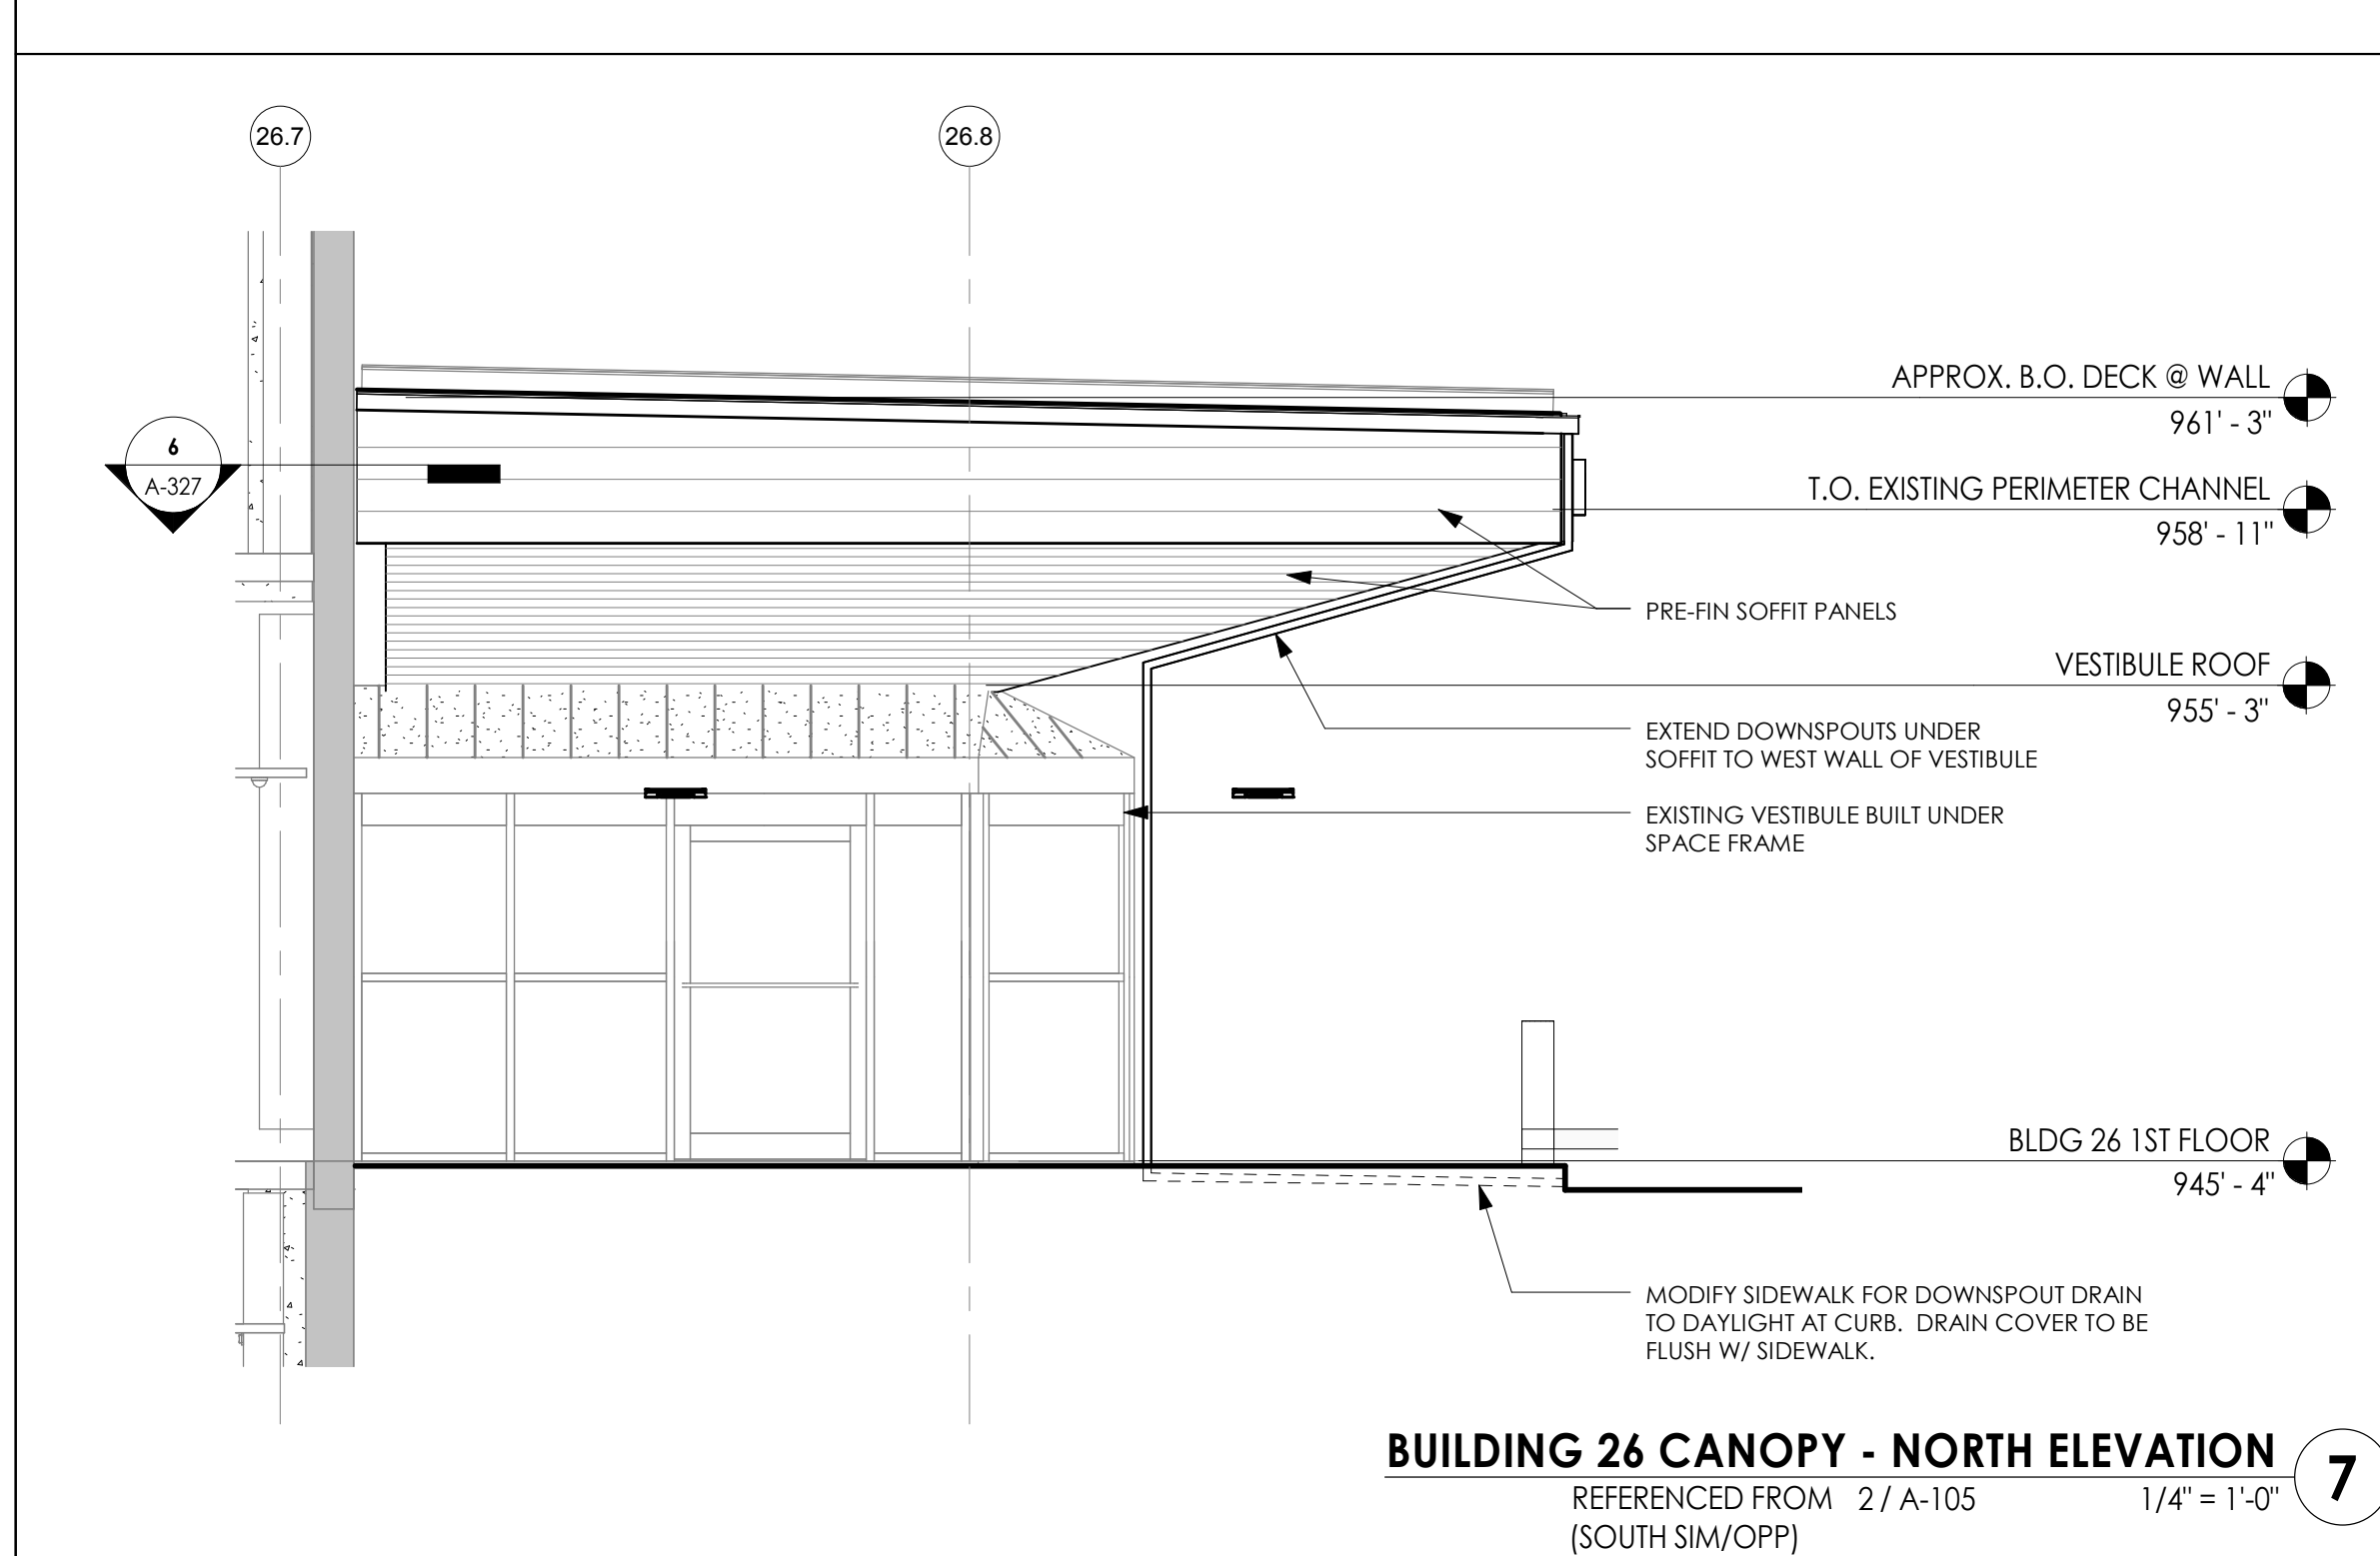 26.7
26.8
APPROX. B.O. DECK @ WALL
961' - 3"
6
A-327
T.O. EXISTING PERIMETER CHANNEL
958' - 11"
PRE-FIN SOFFIT PANELS
VESTIBULE ROOF
955' - 3"
EXTEND DOWNSPOUTS UNDER
SOFFIT TO WEST WALL OF VESTIBULE
EXISTING VESTIBULE BUILT UNDER
SPACE FRAME
BLDG 26 1ST FLOOR
945' - 4"
MODIFY SIDEWALK FOR DOWNSPOUT DRAIN
TO DAYLIGHT AT CURB.  DRAIN COVER TO BE
FLUSH W/ SIDEWALK.
BUILDING 26 CANOPY - NORTH ELEVATION
7
REFERENCED FROM 2 / A-105 1/4" = 1'-0"
(SOUTH SIM/OPP)